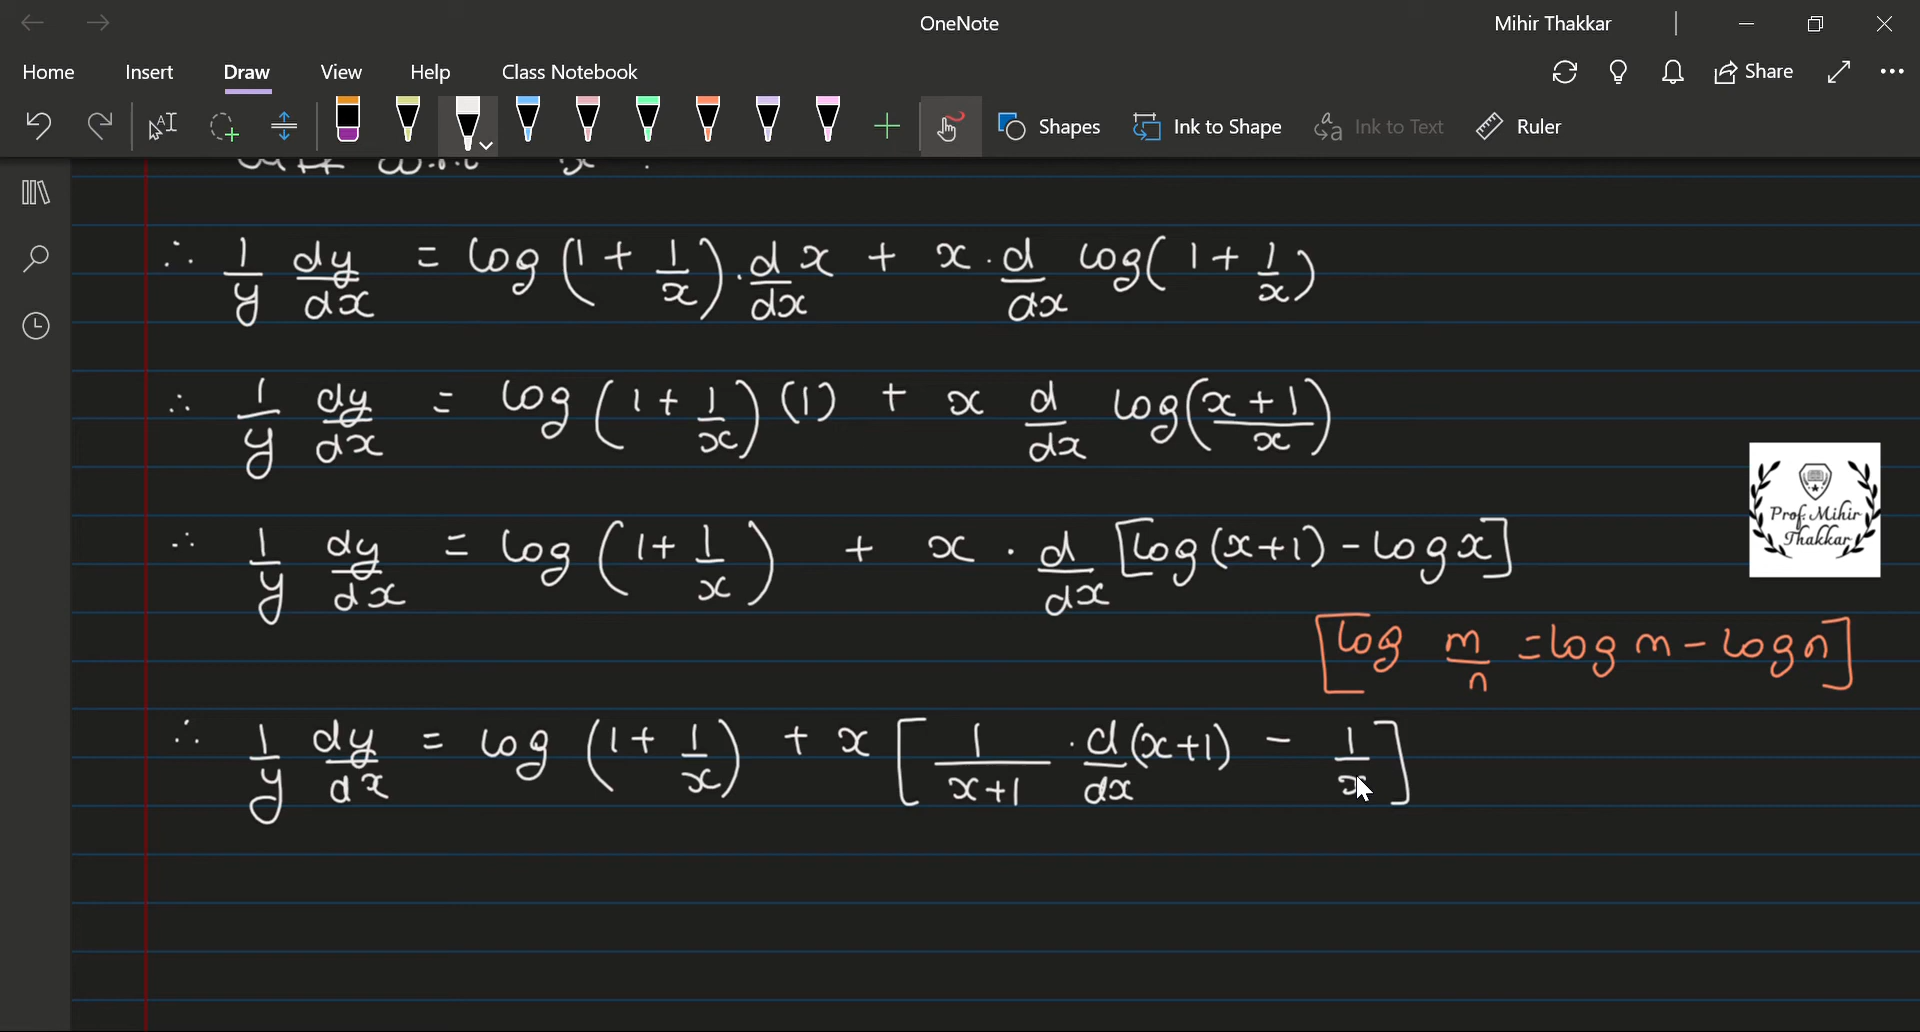 OneNote Mihir Thakkar
Home Insert Draw View Help Class Notebook Share
Shapes Ink to Shape Ink to Text Ruler
diff w.r.t x.
∴ 1/y dy/dx = log (1 + 1/x) . d/dx x + x . d/dx log (1 + 1/x)
∴ 1/y dy/dx = log (1 + 1/x) (1) + x d/dx log ((x+1)/x)
∴ 1/y dy/dx = log (1 + 1/x) + x . d/dx [log (x+1) - log x]
Prof. Mihir
Thakkar
[log m/n = log m - log n]
∴ 1/y dy/dx = log (1 + 1/x) + x [1/(x+1) . d/dx (x+1) - 1/x]